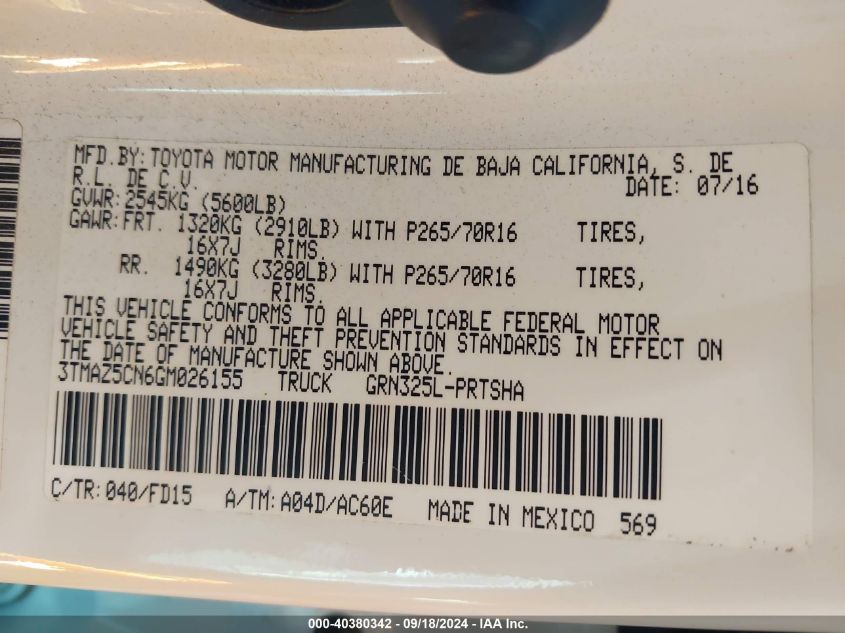 MFD.BY: TOYOTA MOTOR MANUFACTURING DE BAJA CALIFORNIA, S. DE
R.L. DE C.V. DATE: 07/16
GVWR: 2545KG (5600LB)
GAWR: FRT. 1320KG (2910LB) WITH P265/70R16 TIRES,
16X7J RIMS.
RR. 1490KG (3280LB) WITH P265/70R16 TIRES,
16X7J RIMS.
THIS VEHICLE CONFORMS TO ALL APPLICABLE FEDERAL MOTOR
VEHICLE SAFETY AND THEFT PREVENTION STANDARDS IN EFFECT ON
THE DATE OF MANUFACTURE SHOWN ABOVE.
3TMAZ5CN6GM026155 TRUCK GRN325L-PRTSHA
C/TR: 040/FD15 A/TM: A04D/AC60E MADE IN MEXICO 569
000-40380342 - 09/18/2024 - IAAI Inc.